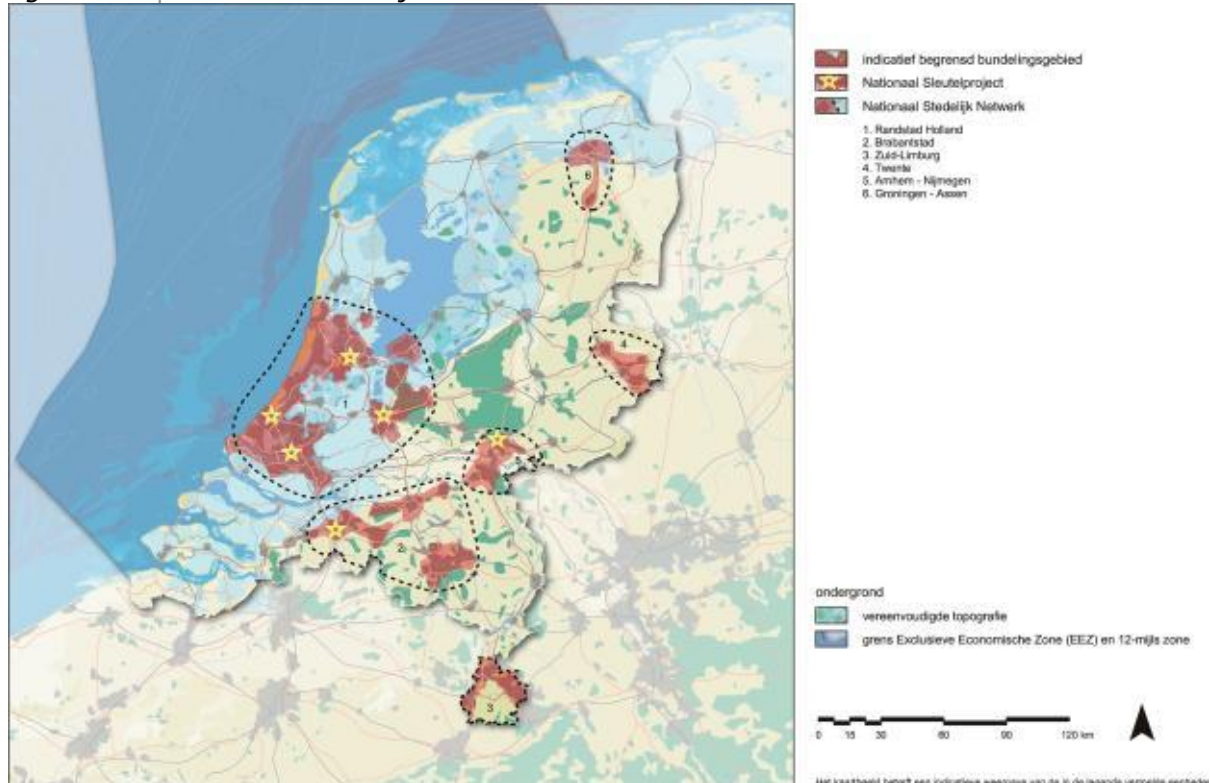 indicatief begrensd bundelingsgebied
Nationaal Sleutelproject
Nationaal Stedelijk Netwerk
1. Randstad Holland
2. Brabantstad
3. Zuid-Limburg
4. Twente
5. Arnhem - Nijmegen
6. Groningen - Assen
6
4
1
2
3
ondergrond
vereenvoudigde topografie
grens Exclusieve Economische Zone (EEZ) en 12-mijls zone
0 15 30 60 90 120 km